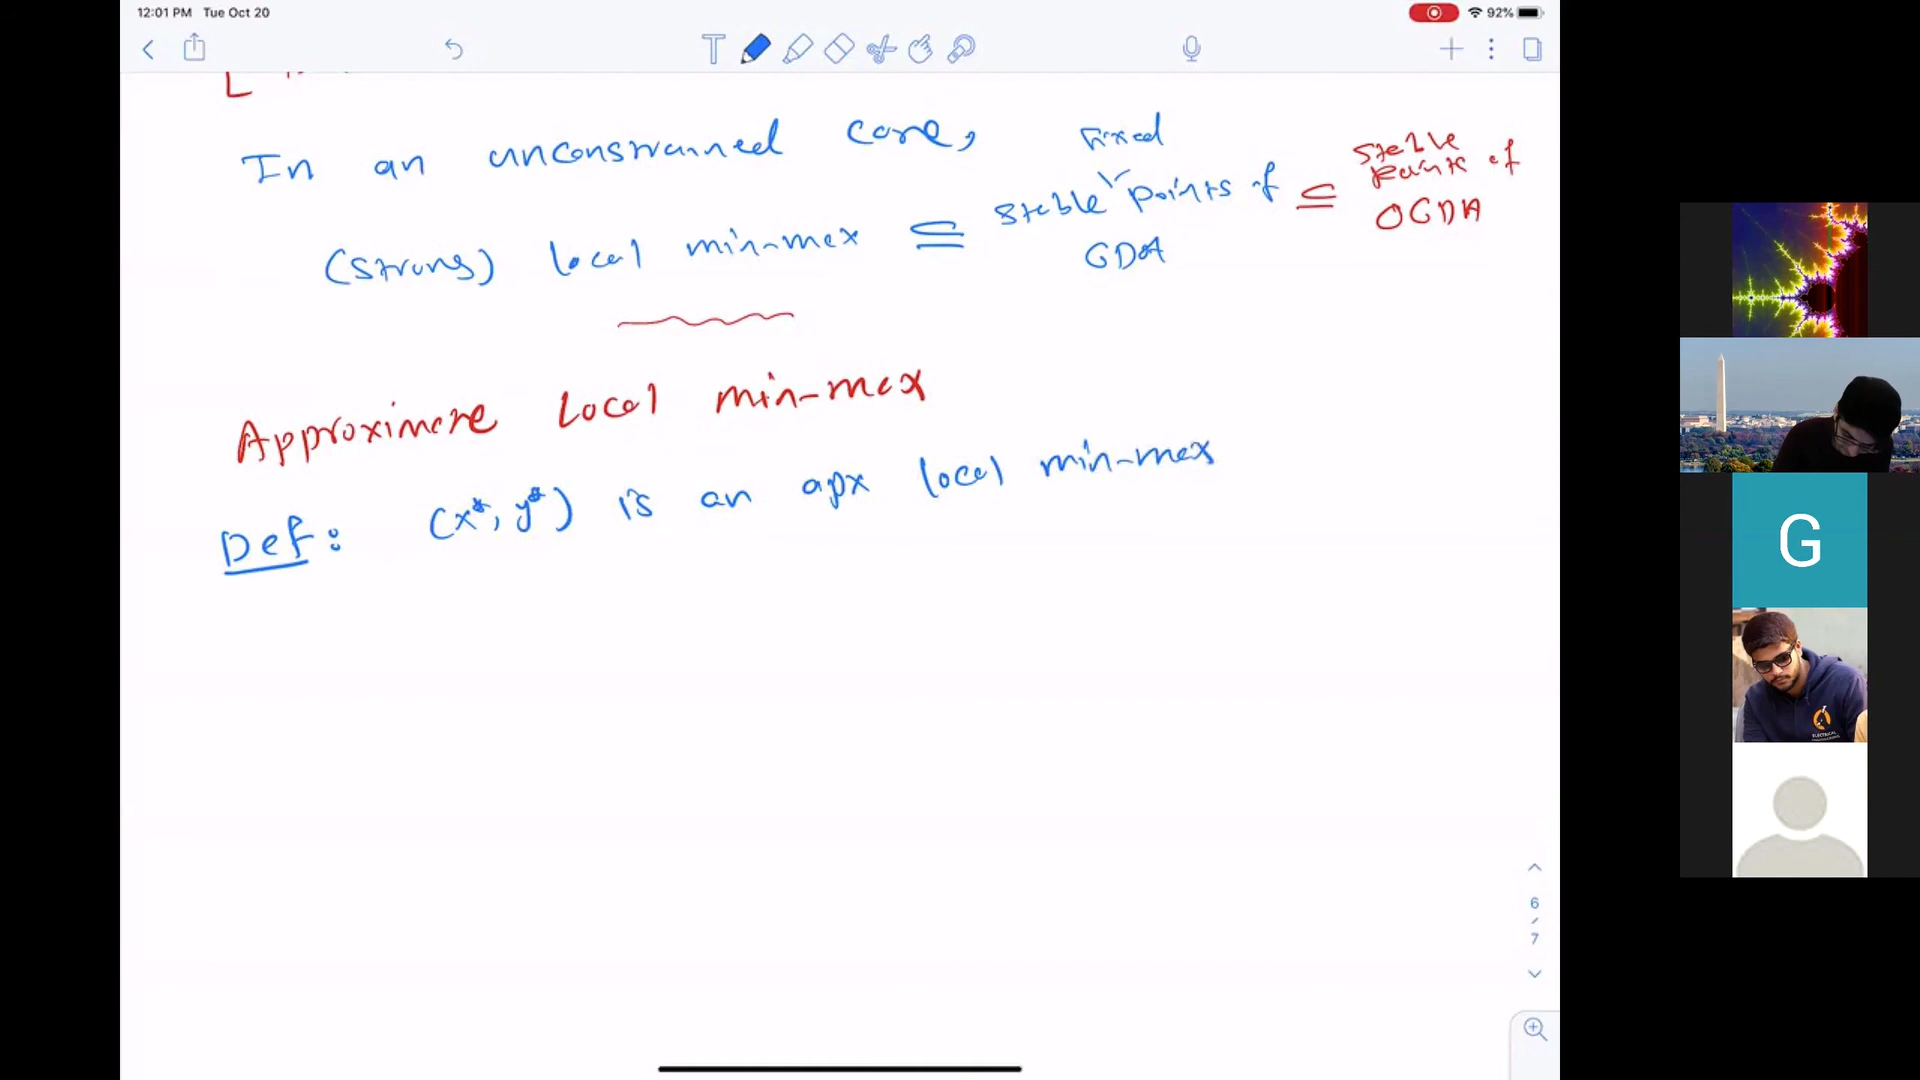 12:01 PM Tue Oct 20
92%
In an unconstrained case,
fixed
(strong) local min-max ⊆ stable points of GDA ⊆ stable points of OGDA
Approximate Local min-max
Def: (x*, y*) is an apx local min-max
G
ELECTRICAL
6
7